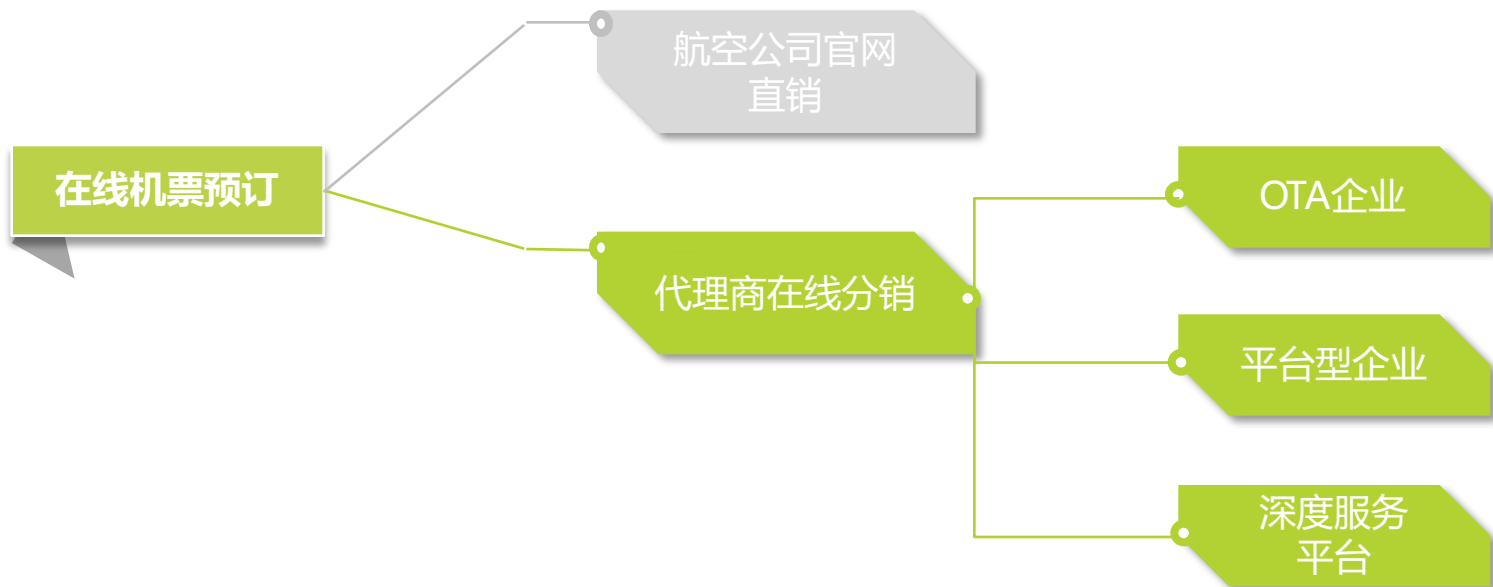 航空公司官网
直销
在线机票预订
代理商在线分销
OTA企业
平台型企业
深度服务
平台